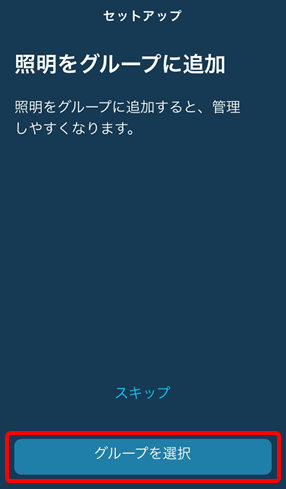 セットアップ
照明をグループに追加
照明をグループに追加すると、管理
しやすくなります。
スキップ
グループを選択